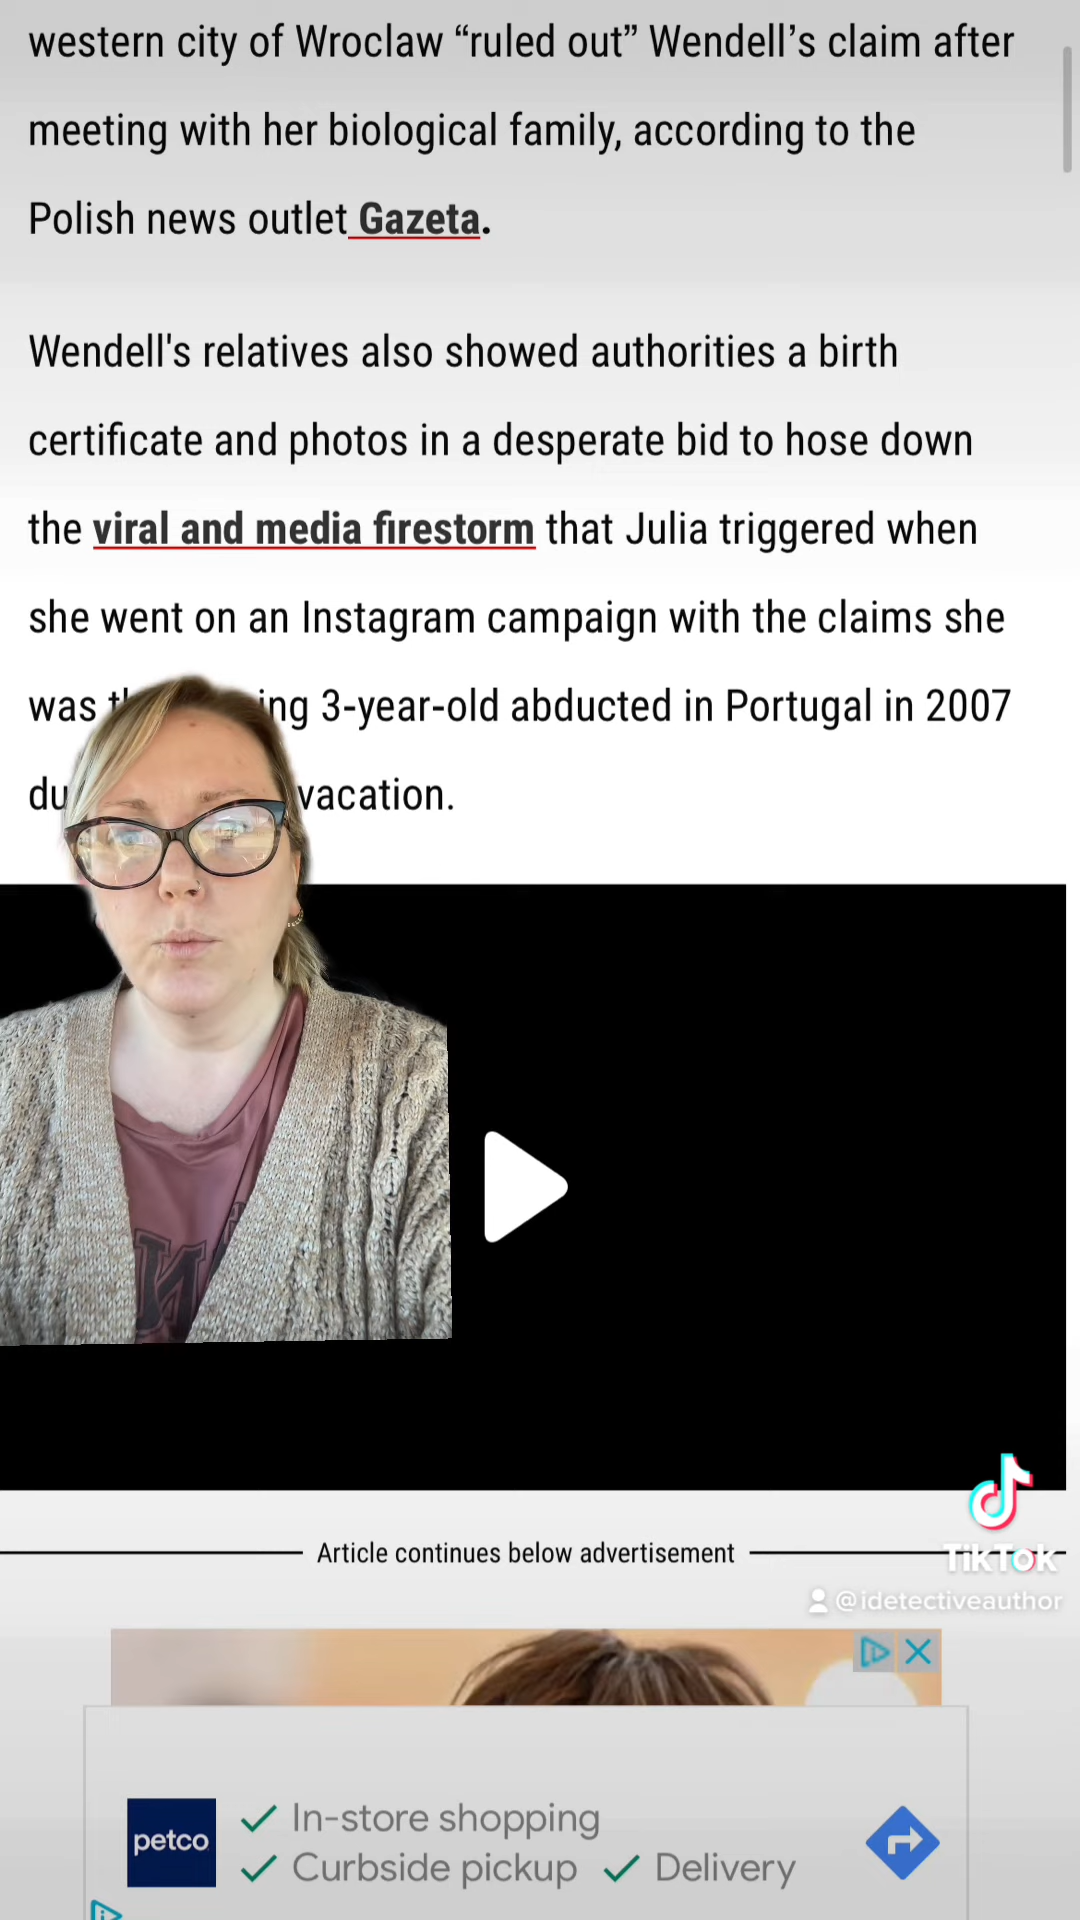 western city of Wroclaw “ruled out” Wendell’s claim after
meeting with her biological family, according to the
Polish news outlet Gazeta.
Wendell's relatives also showed authorities a birth
certificate and photos in a desperate bid to hose down
the viral and media firestorm that Julia triggered when
she went on an Instagram campaign with the claims she
was 3-year-old abducted in Portugal in 2007
vacation.
Article continues below advertisement
TikTok
@idetectiveauthor
petco
In-store shopping
Curbside pickup Delivery